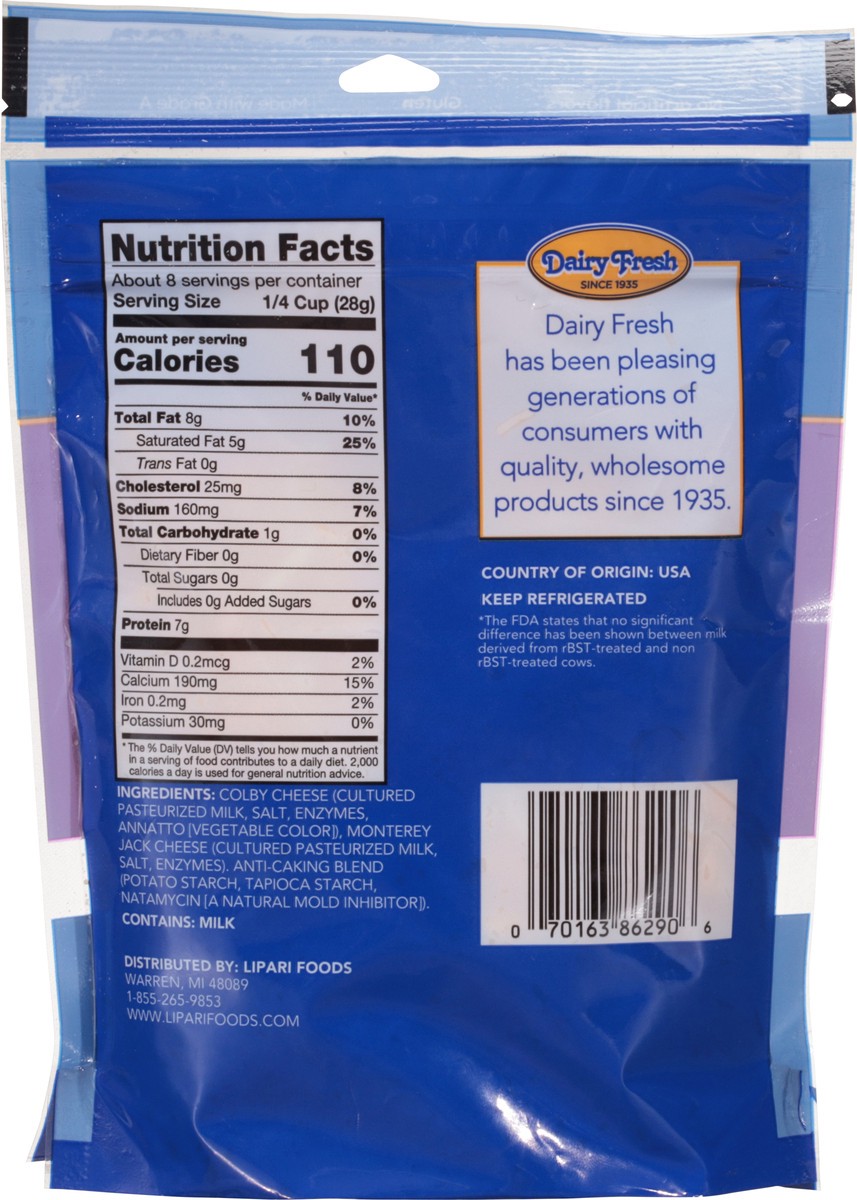 Nutrition Facts
About 8 servings per container
Serving Size 1/4 Cup (28g)
Amount per serving
Calories 110
% Daily Value*
Total Fat 8g 10%
Saturated Fat 5g 25%
Trans Fat 0g
Cholesterol 25mg 8%
Sodium 160mg 7%
Total Carbohydrate 1g 0%
Dietary Fiber 0g 0%
Total Sugars 0g
Includes 0g Added Sugars 0%
Protein 7g
Vitamin D 0.2mcg 2%
Calcium 190mg 15%
Iron 0.2mg 2%
Potassium 30mg 0%
*The % Daily Value (DV) tells you how much a nutrient
in a serving of food contributes to a daily diet. 2,000
calories a day is used for general nutrition advice.
INGREDIENTS: COLBY CHEESE (CULTURED
PASTEURIZED MILK, SALT, ENZYMES,
ANNATTO [VEGETABLE COLOR]), MONTEREY
JACK CHEESE (CULTURED PASTEURIZED MILK,
SALT, ENZYMES). ANTI-CAKING BLEND
(POTATO STARCH, TAPIOCA STARCH,
NATAMYCIN [A NATURAL MOLD INHIBITOR]).
CONTAINS: MILK
DISTRIBUTED BY: LIPARI FOODS
WARREN, MI 48089
1-855-265-9853
WWW.LIPARIFOODS.COM
Dairy Fresh
SINCE 1935
Dairy Fresh
has been pleasing
generations of
consumers with
quality, wholesome
products since 1935.
COUNTRY OF ORIGIN: USA
KEEP REFRIGERATED
*The FDA states that no significant
difference has been shown between milk
derived from rBST-treated and non
rBST-treated cows.
0 70163 86290 6